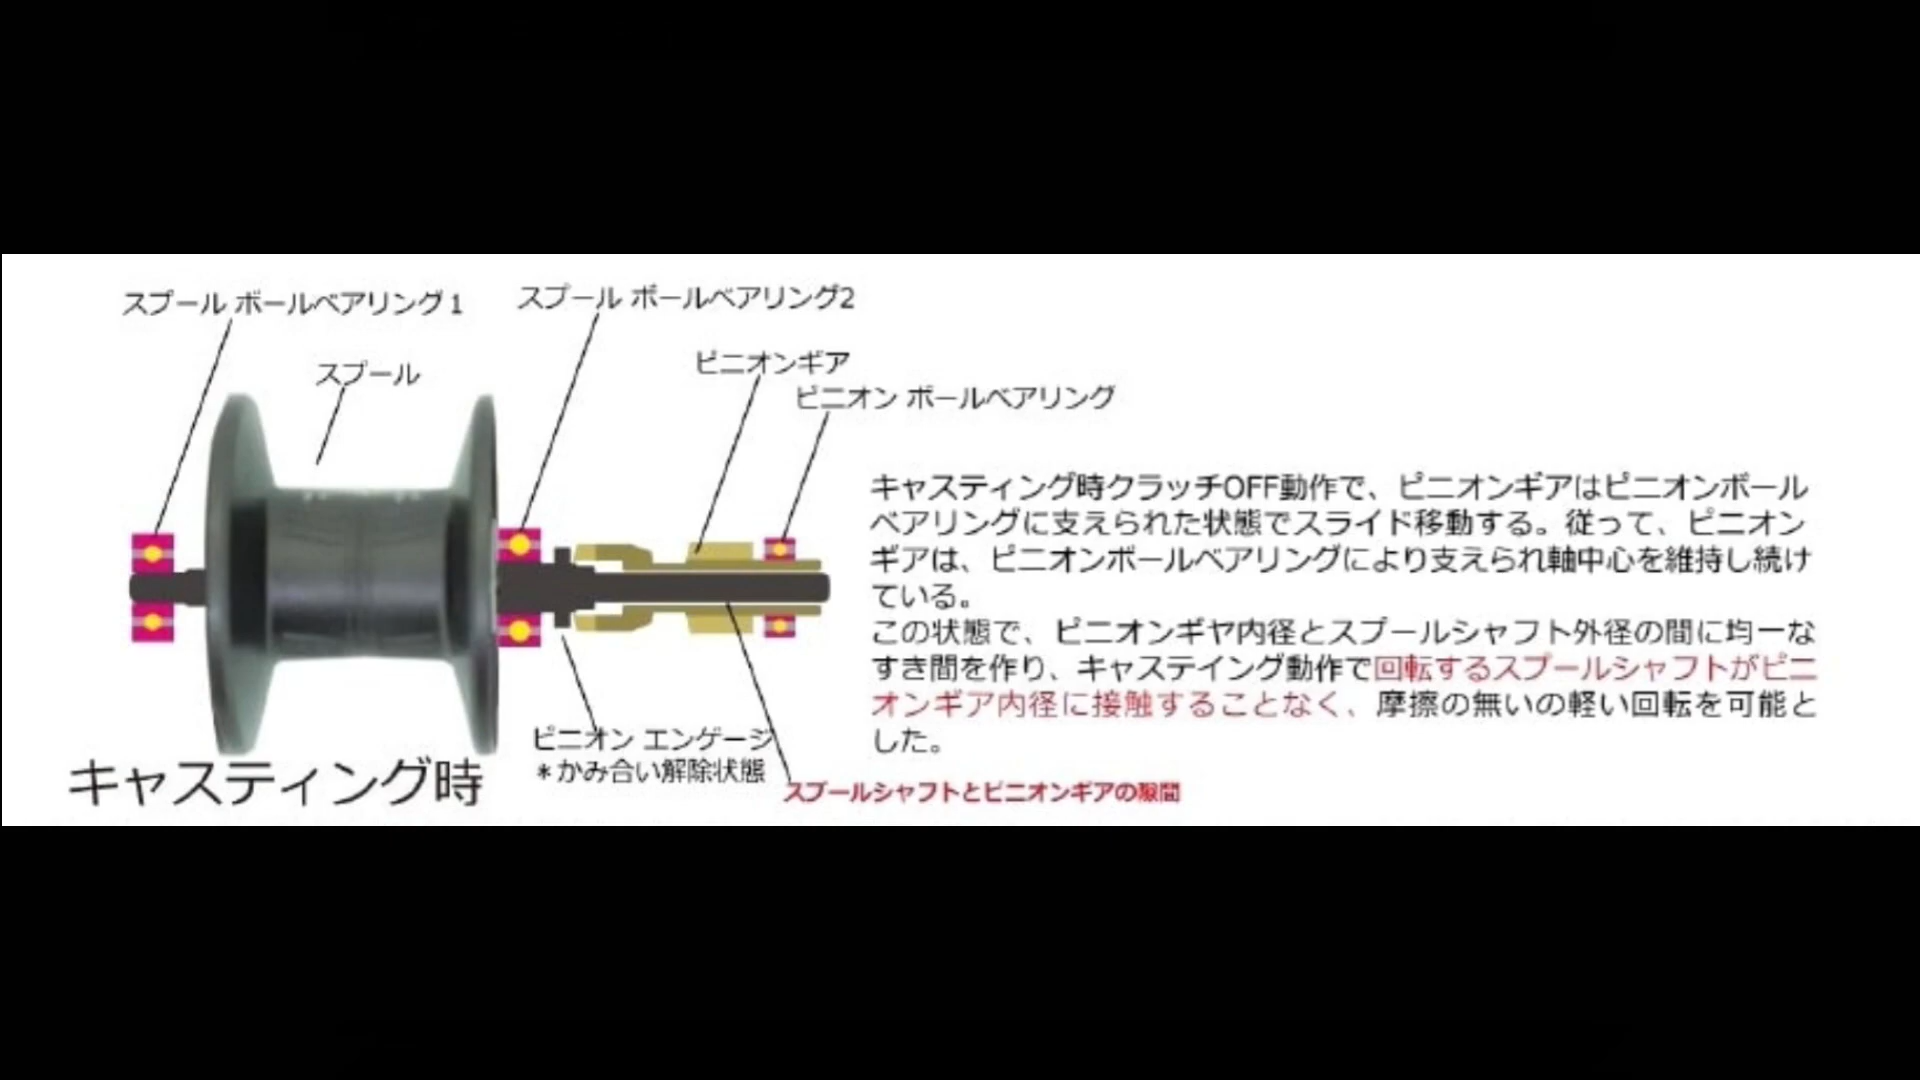 スプール ボールベアリング1
スプール ボールベアリング2
スプール
ピニオンギア
ピニオン ボールベアリング
キャスティング時クラッチOFF動作で、ピニオンギアはピニオンボール
ベアリングに支えられた状態でスライド移動する。従って、ピニオン
ギアは、ピニオンボールベアリングにより支えられ軸中心を維持し続け
ている。
この状態で、ピニオンギヤ内径とスプールシャフト外径の間に均一な
すき間を作り、キャステイング動作で回転するスプールシャフトがピニ
オンギア内径に接触することなく、摩擦の無いの軽い回転を可能と
した。
ピニオン エンゲージ
＊かみ合い解除状態
キャスティング時
スプールシャフトとピニオンギアの隙間